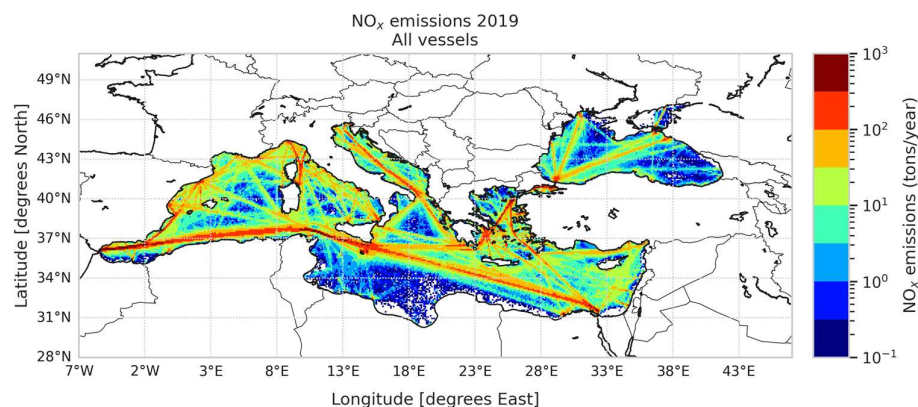 NOₓ emissions 2019
All vessels
49°N
46°N
43°N
40°N
37°N
34°N
31°N
28°N
7°W 2°W 3°E 8°E 13°E 18°E 23°E 28°E 33°E 38°E 43°E
Latitude [degrees North]
Longitude [degrees East]
10³
10²
10¹
10⁰
10⁻¹
NOₓ emissions (tons/year)